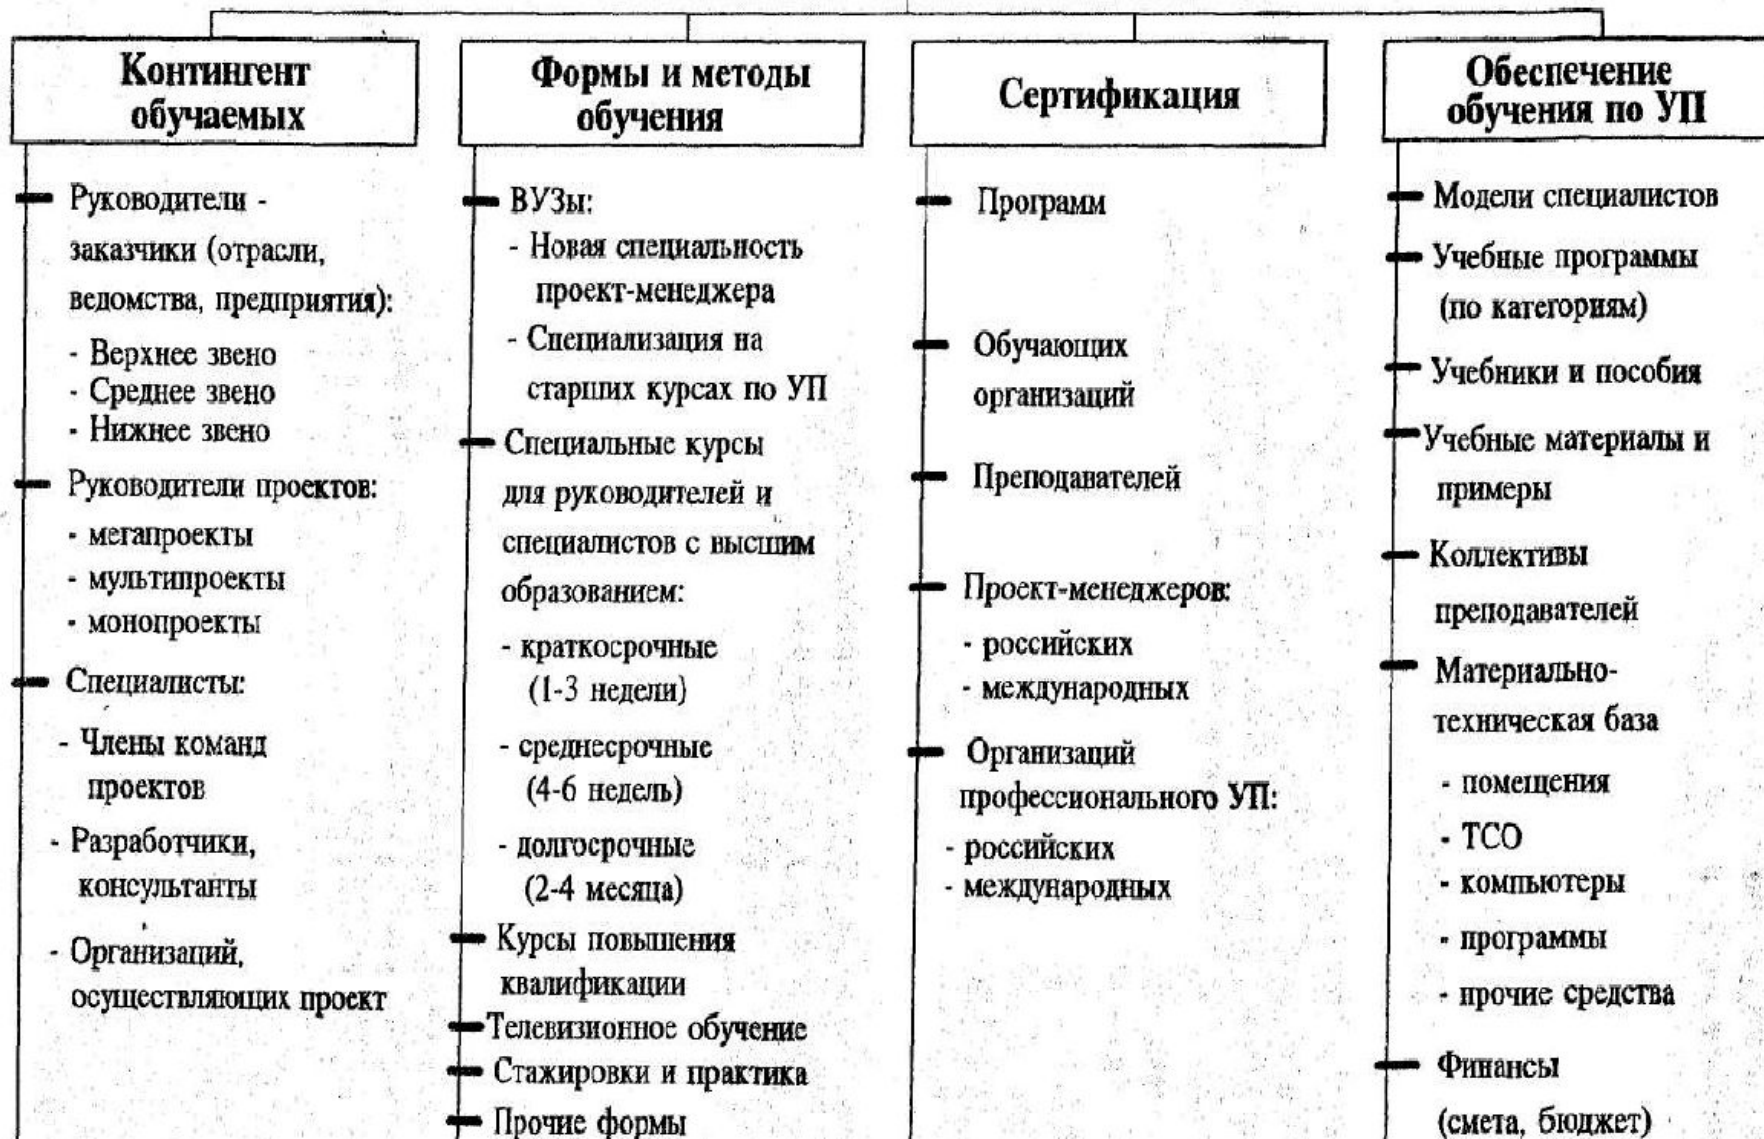 Контингент
обучаемых
Руководители -
заказчики (отрасли,
ведомства, предприятия):
- Верхнее звено
- Среднее звено
- Нижнее звено
Руководители проектов:
- мегапроекты
- мультипроекты
- монопроекты
Специалисты:
- Члены команд
проектов
- Разработчики,
консультанты
- Организаций,
осуществляющих проект
Формы и методы
обучения
ВУЗы:
- Новая специальность
проект-менеджера
- Специализация на
старших курсах по УП
Специальные курсы
для руководителей и
специалистов с высшим
образованием:
- краткосрочные
(1-3 недели)
- среднесрочные
(4-6 недель)
- долгосрочные
(2-4 месяца)
Курсы повышения
квалификации
Телевизионное обучение
Стажировки и практика
Прочие формы
Сертификация
Программ
Обучающих
организаций
Преподавателей
Проект-менеджеров:
- российских
- международных
Организаций
профессионального УП:
- российских
- международных
Обеспечение
обучения по УП
Модели специалистов
Учебные программы
(по категориям)
Учебники и пособия
Учебные материалы и
примеры
Коллективы
преподавателей
Материально-
техническая база
- помещения
- ТСО
- компьютеры
- программы
- прочие средства
Финансы
(смета, бюджет)